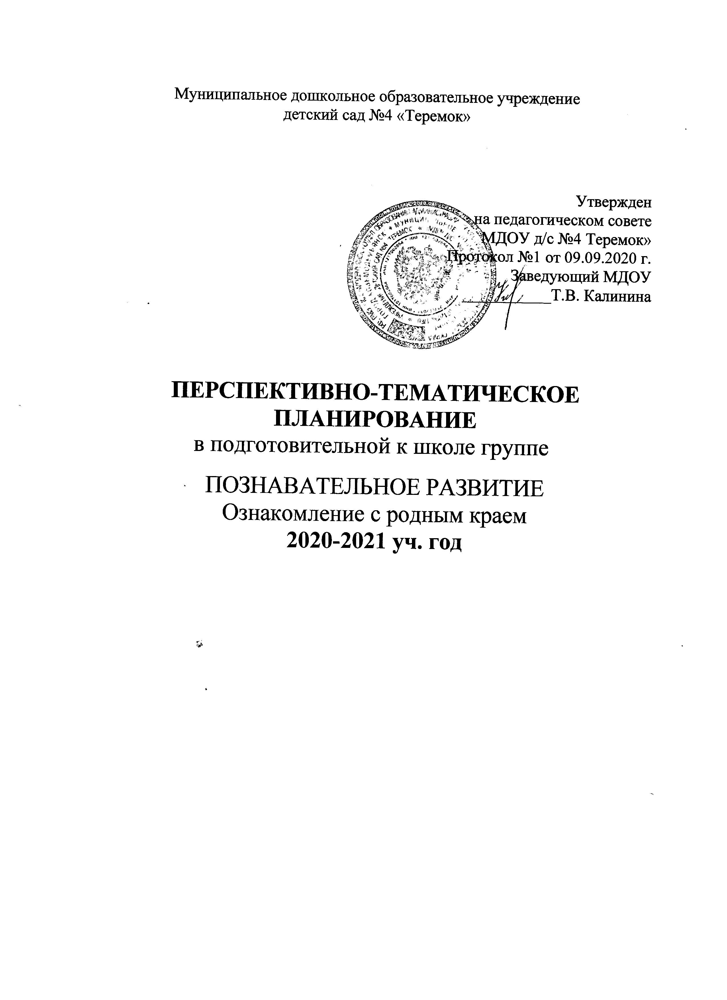 Муниципальное дошкольное образовательное учреждение
детский сад №4 «Теремок»
Утвержден
на педагогическом совете
МДОУ д/с №4 Теремок»
Протокол №1 от 09.09.2020 г.
Заведующий МДОУ
Т.В. Калинина
ПЕРСПЕКТИВНО-ТЕМАТИЧЕСКОЕ
ПЛАНИРОВАНИЕ
в подготовительной к школе группе
ПОЗНАВАТЕЛЬНОЕ РАЗВИТИЕ
Ознакомление с родным краем
2020-2021 уч. год